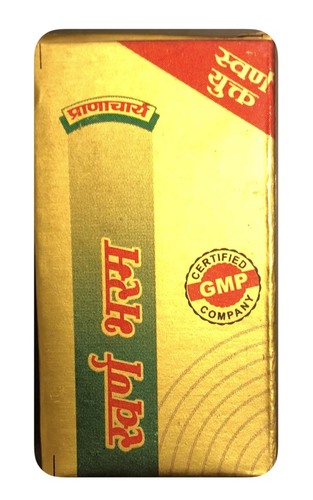 स्वर्ण
युक्त
प्राणाचार्य
स्वर्ण भस्म
CERTIFIED
GMP
COMPANY